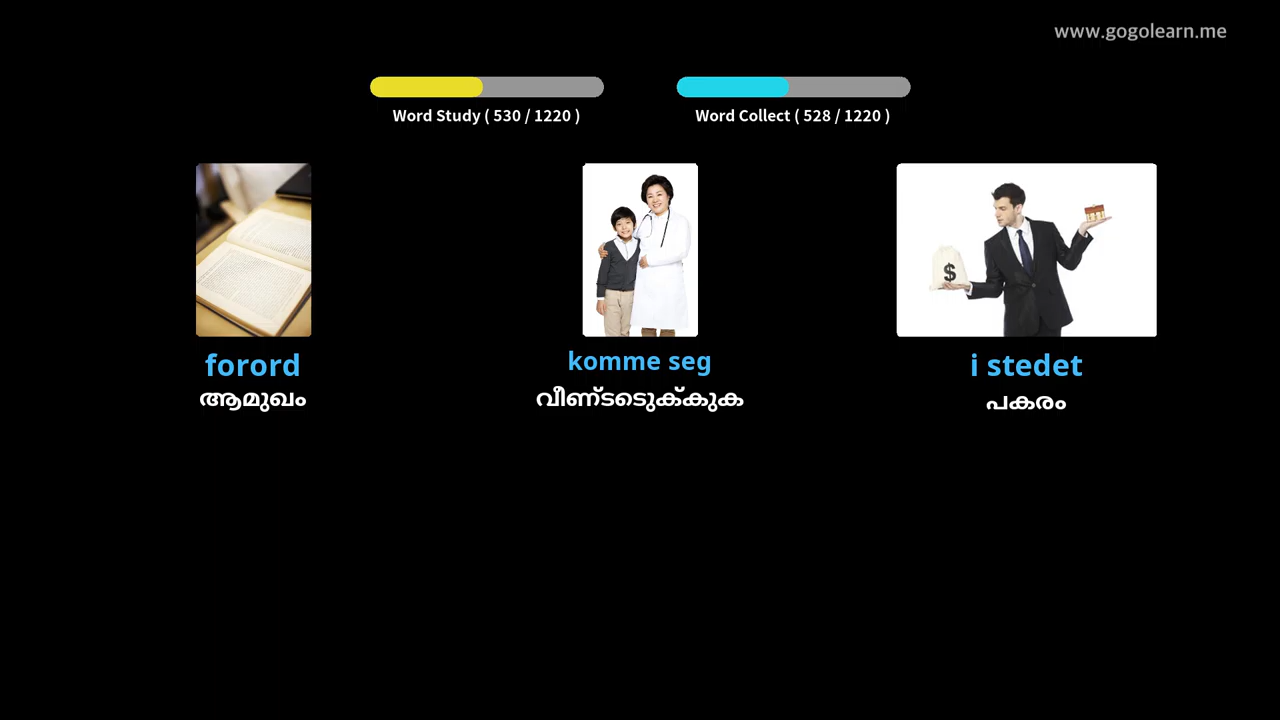 www.gogolearn.me
Word Study ( 530 / 1220 )
Word Collect ( 528 / 1220 )
forord
ആമുഖം
komme seg
വീണ്ടെടുക്കുക
i stedet
പകരം